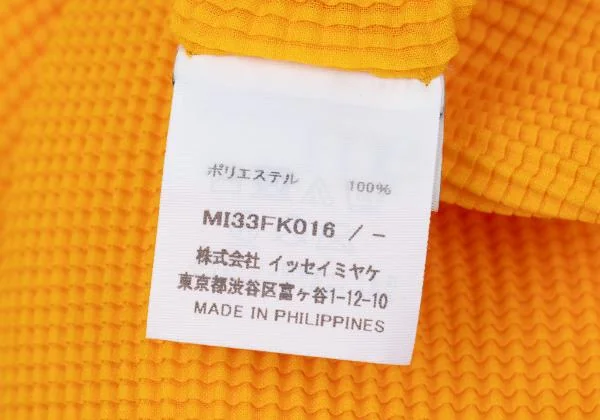 ポリエステル 100%
MI33FK016 / -
株式会社 イッセイミヤケ
東京都渋谷区富ヶ谷1-12-10
MADE IN PHILIPPINES